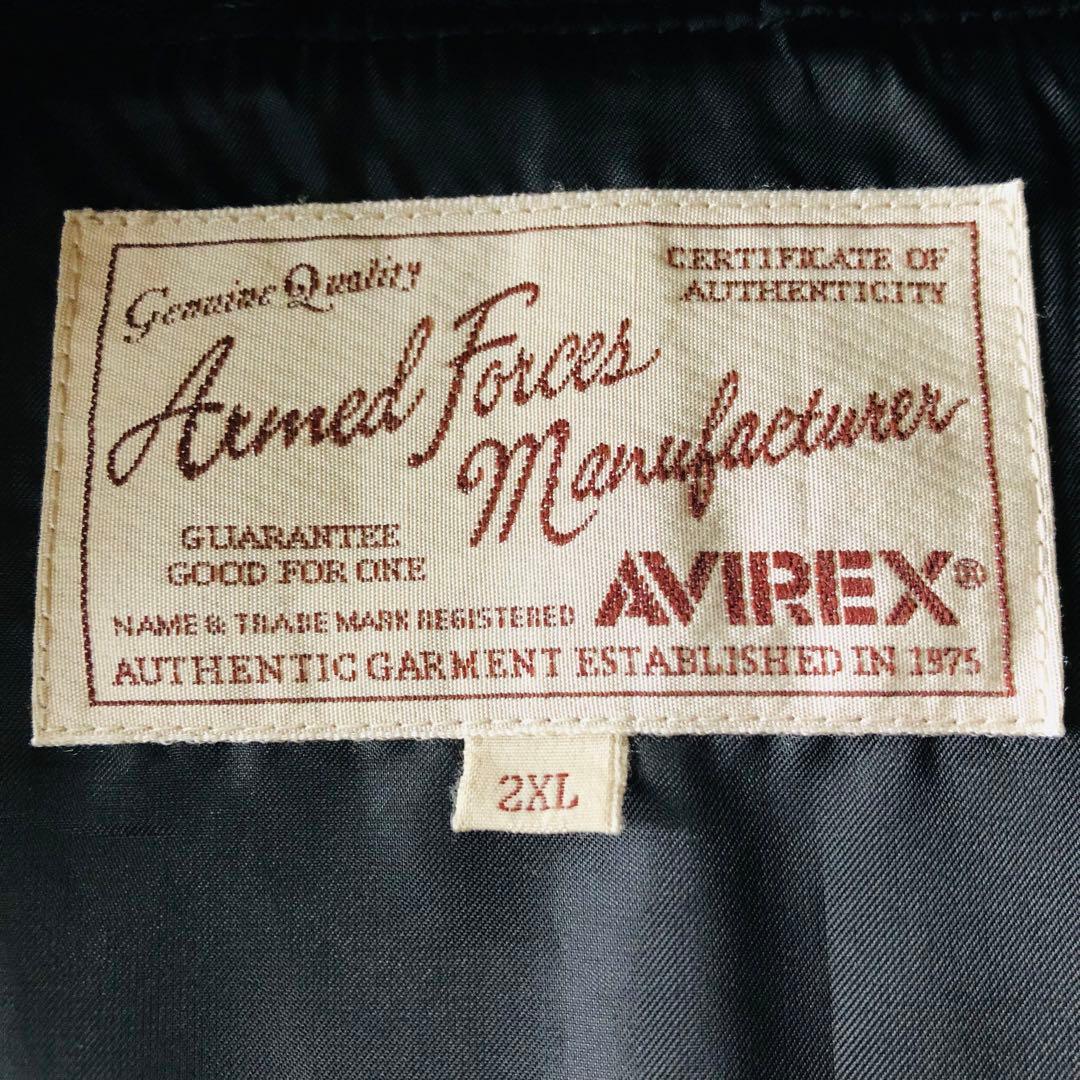 Genuine Quality
CERTIFICATE OF
AUTHENTICITY
Armed Forces
Manufacturer
GUARANTEE
GOOD FOR ONE
NAME & TRADE MARK REGISTERED
AVIREX®
AUTHENTIC GARMENT ESTABLISHED IN 1975
2XL